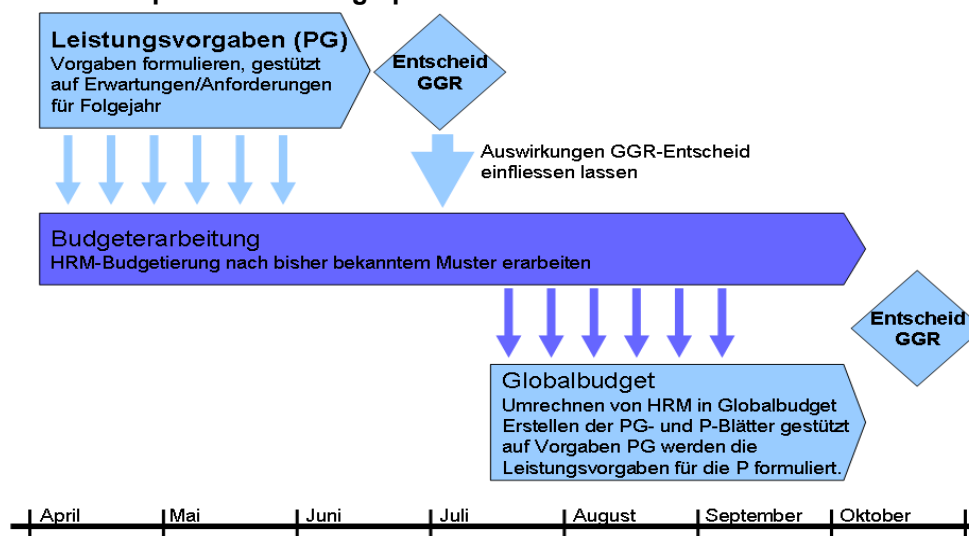 Leistungsvorgaben (PG)
Vorgaben formulieren, gestützt
auf Erwartungen/Anforderungen
für Folgejahr
Entscheid
GGR
Auswirkungen GGR-Entscheid
einfliessen lassen
Budgeterarbeitung
HRM-Budgetierung nach bisher bekanntem Muster erarbeiten
Entscheid
GGR
Globalbudget
Umrechnen von HRM in Globalbudget
Erstellen der PG- und P-Blätter gestützt
auf Vorgaben PG werden die
Leistungsvorgaben für die P formuliert.
April Mai Juni Juli August September Oktober